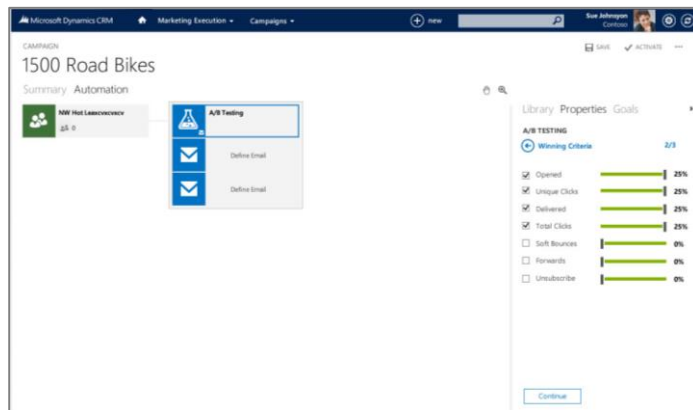 Microsoft Dynamics CRM
Marketing Execution
Campaigns
new
Sue Johnsyon
Contoso
CAMPAIGN
SAVE
ACTIVATE
1500 Road Bikes
Summary Automation
Library Properties Goals
NW Hot
0
A/B Testing
Define Email
Define Email
A/B TESTING
Winning Criteria 2/3
Opened 25%
Unique Clicks 25%
Delivered 25%
Total Clicks 25%
Soft Bounces 0%
Forwards 0%
Unsubscribe 0%
Continue